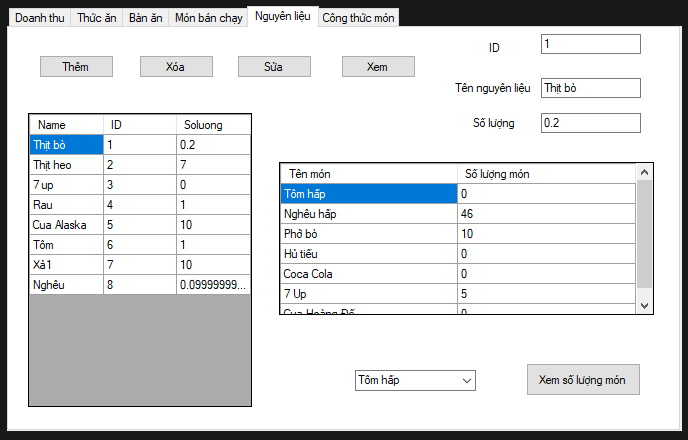 Doanh thu Thức ăn Bàn ăn Món bán chạy Nguyên liệu Công thức món
Thêm Xóa Sửa Xem
ID 1
Tên nguyên liệu Thịt bò
Số lượng 0.2
Name ID Soluong
Thịt bò 1 0.2
Thịt heo 2 7
7 up 3 0
Rau 4 1
Cua Alaska 5 10
Tôm 6 1
Xả1 7 10
Nghêu 8 0.09999999...
Tên món Số lượng món
Tôm hấp 0
Nghêu hấp 46
Phở bò 10
Hủ tiếu 0
Coca Cola 0
7 Up 5
Cua Hoàng Đế 0
Tôm hấp
Xem số lượng món